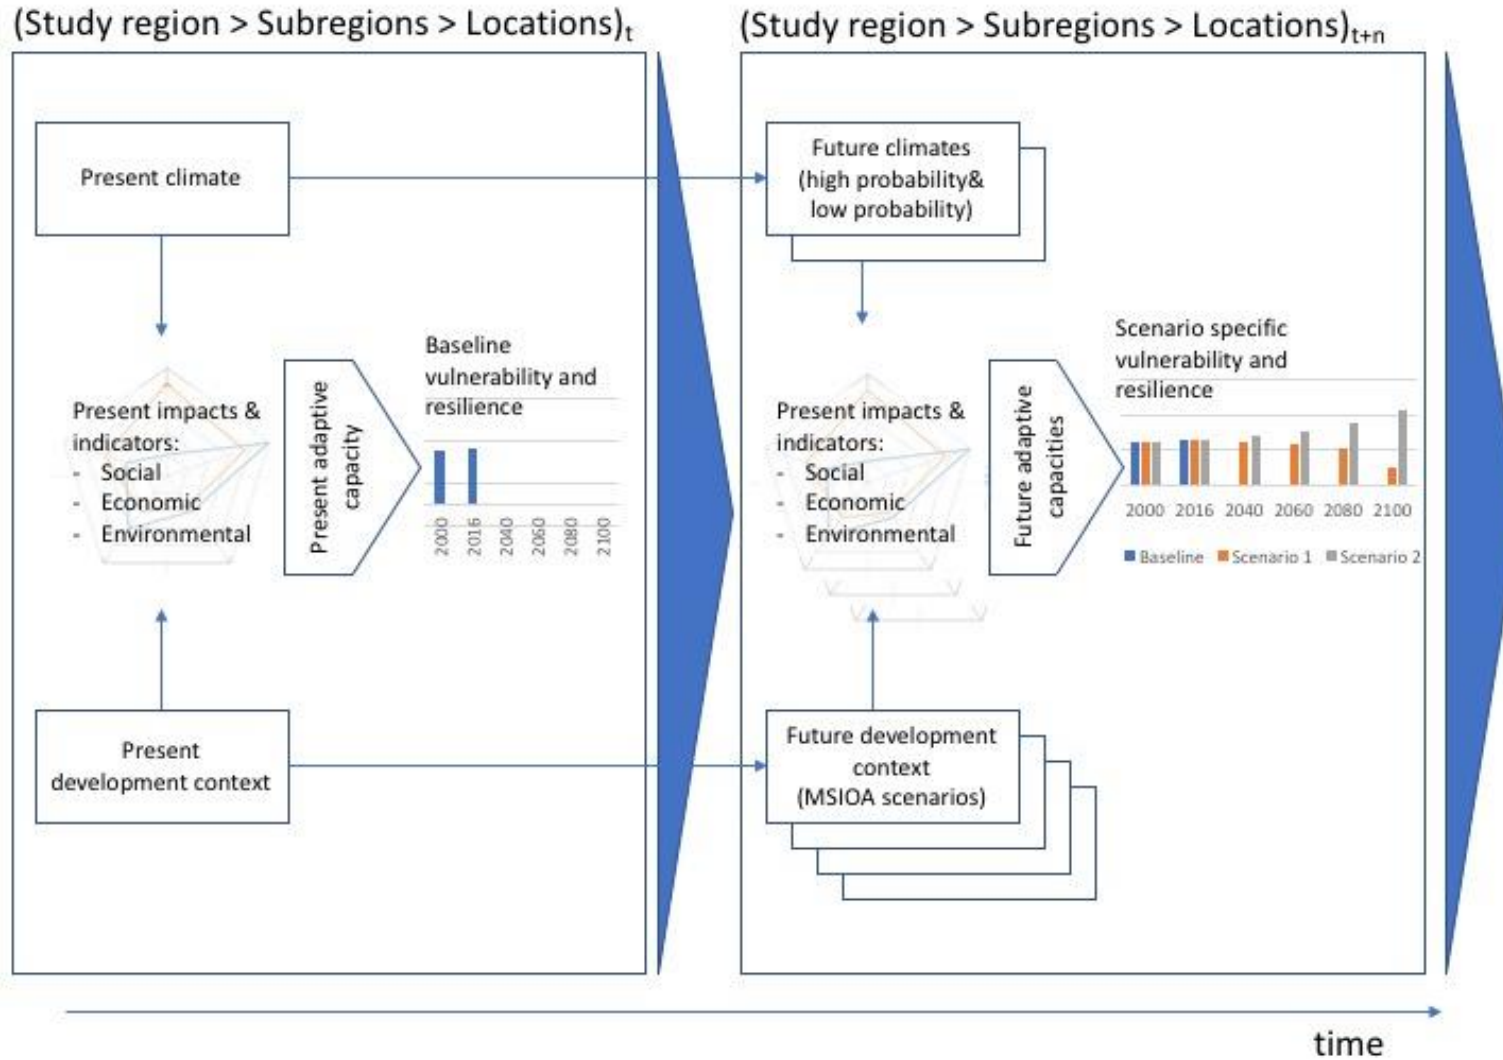 (Study region > Subregions > Locations)t
(Study region > Subregions > Locations)t+n
Present climate
Future climates
(high probability&
low probability)
Baseline
vulnerability and
resilience
Present impacts &
indicators:
- Social
- Economic
- Environmental
Present adaptive
capacity
2000
2016
2040
2060
2080
2100
Scenario specific
vulnerability and
resilience
Present impacts &
indicators:
- Social
- Economic
- Environmental
Future adaptive
capacities
2000 2016 2040 2060 2080 2100
Baseline Scenario 1 Scenario 2
Present
development context
Future development
context
(MSIOA scenarios)
time